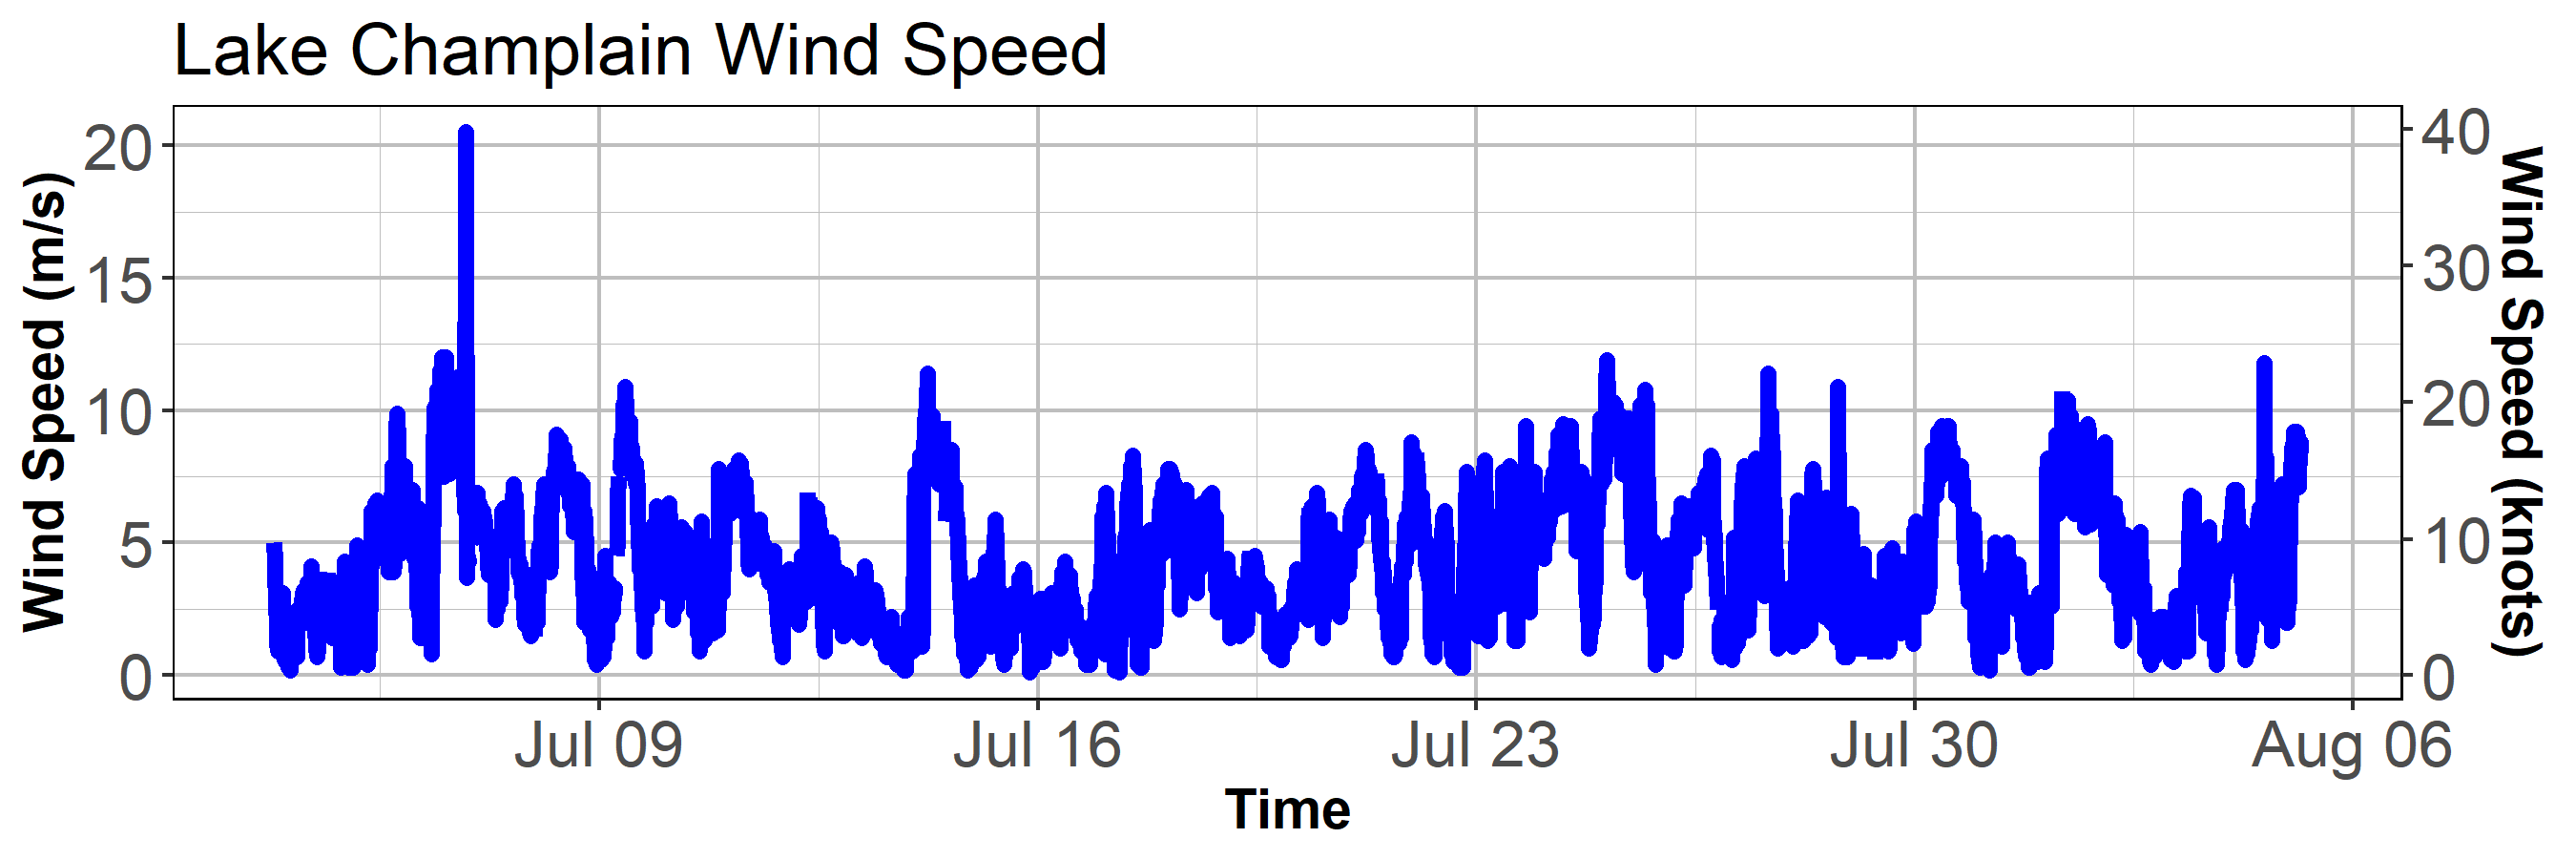 Lake Champlain Wind Speed
Wind Speed (m/s)
20
15
10
5
0
40
30
20
10
0
Wind Speed (knots)
Jul 09
Jul 16
Jul 23
Jul 30
Aug 06
Time